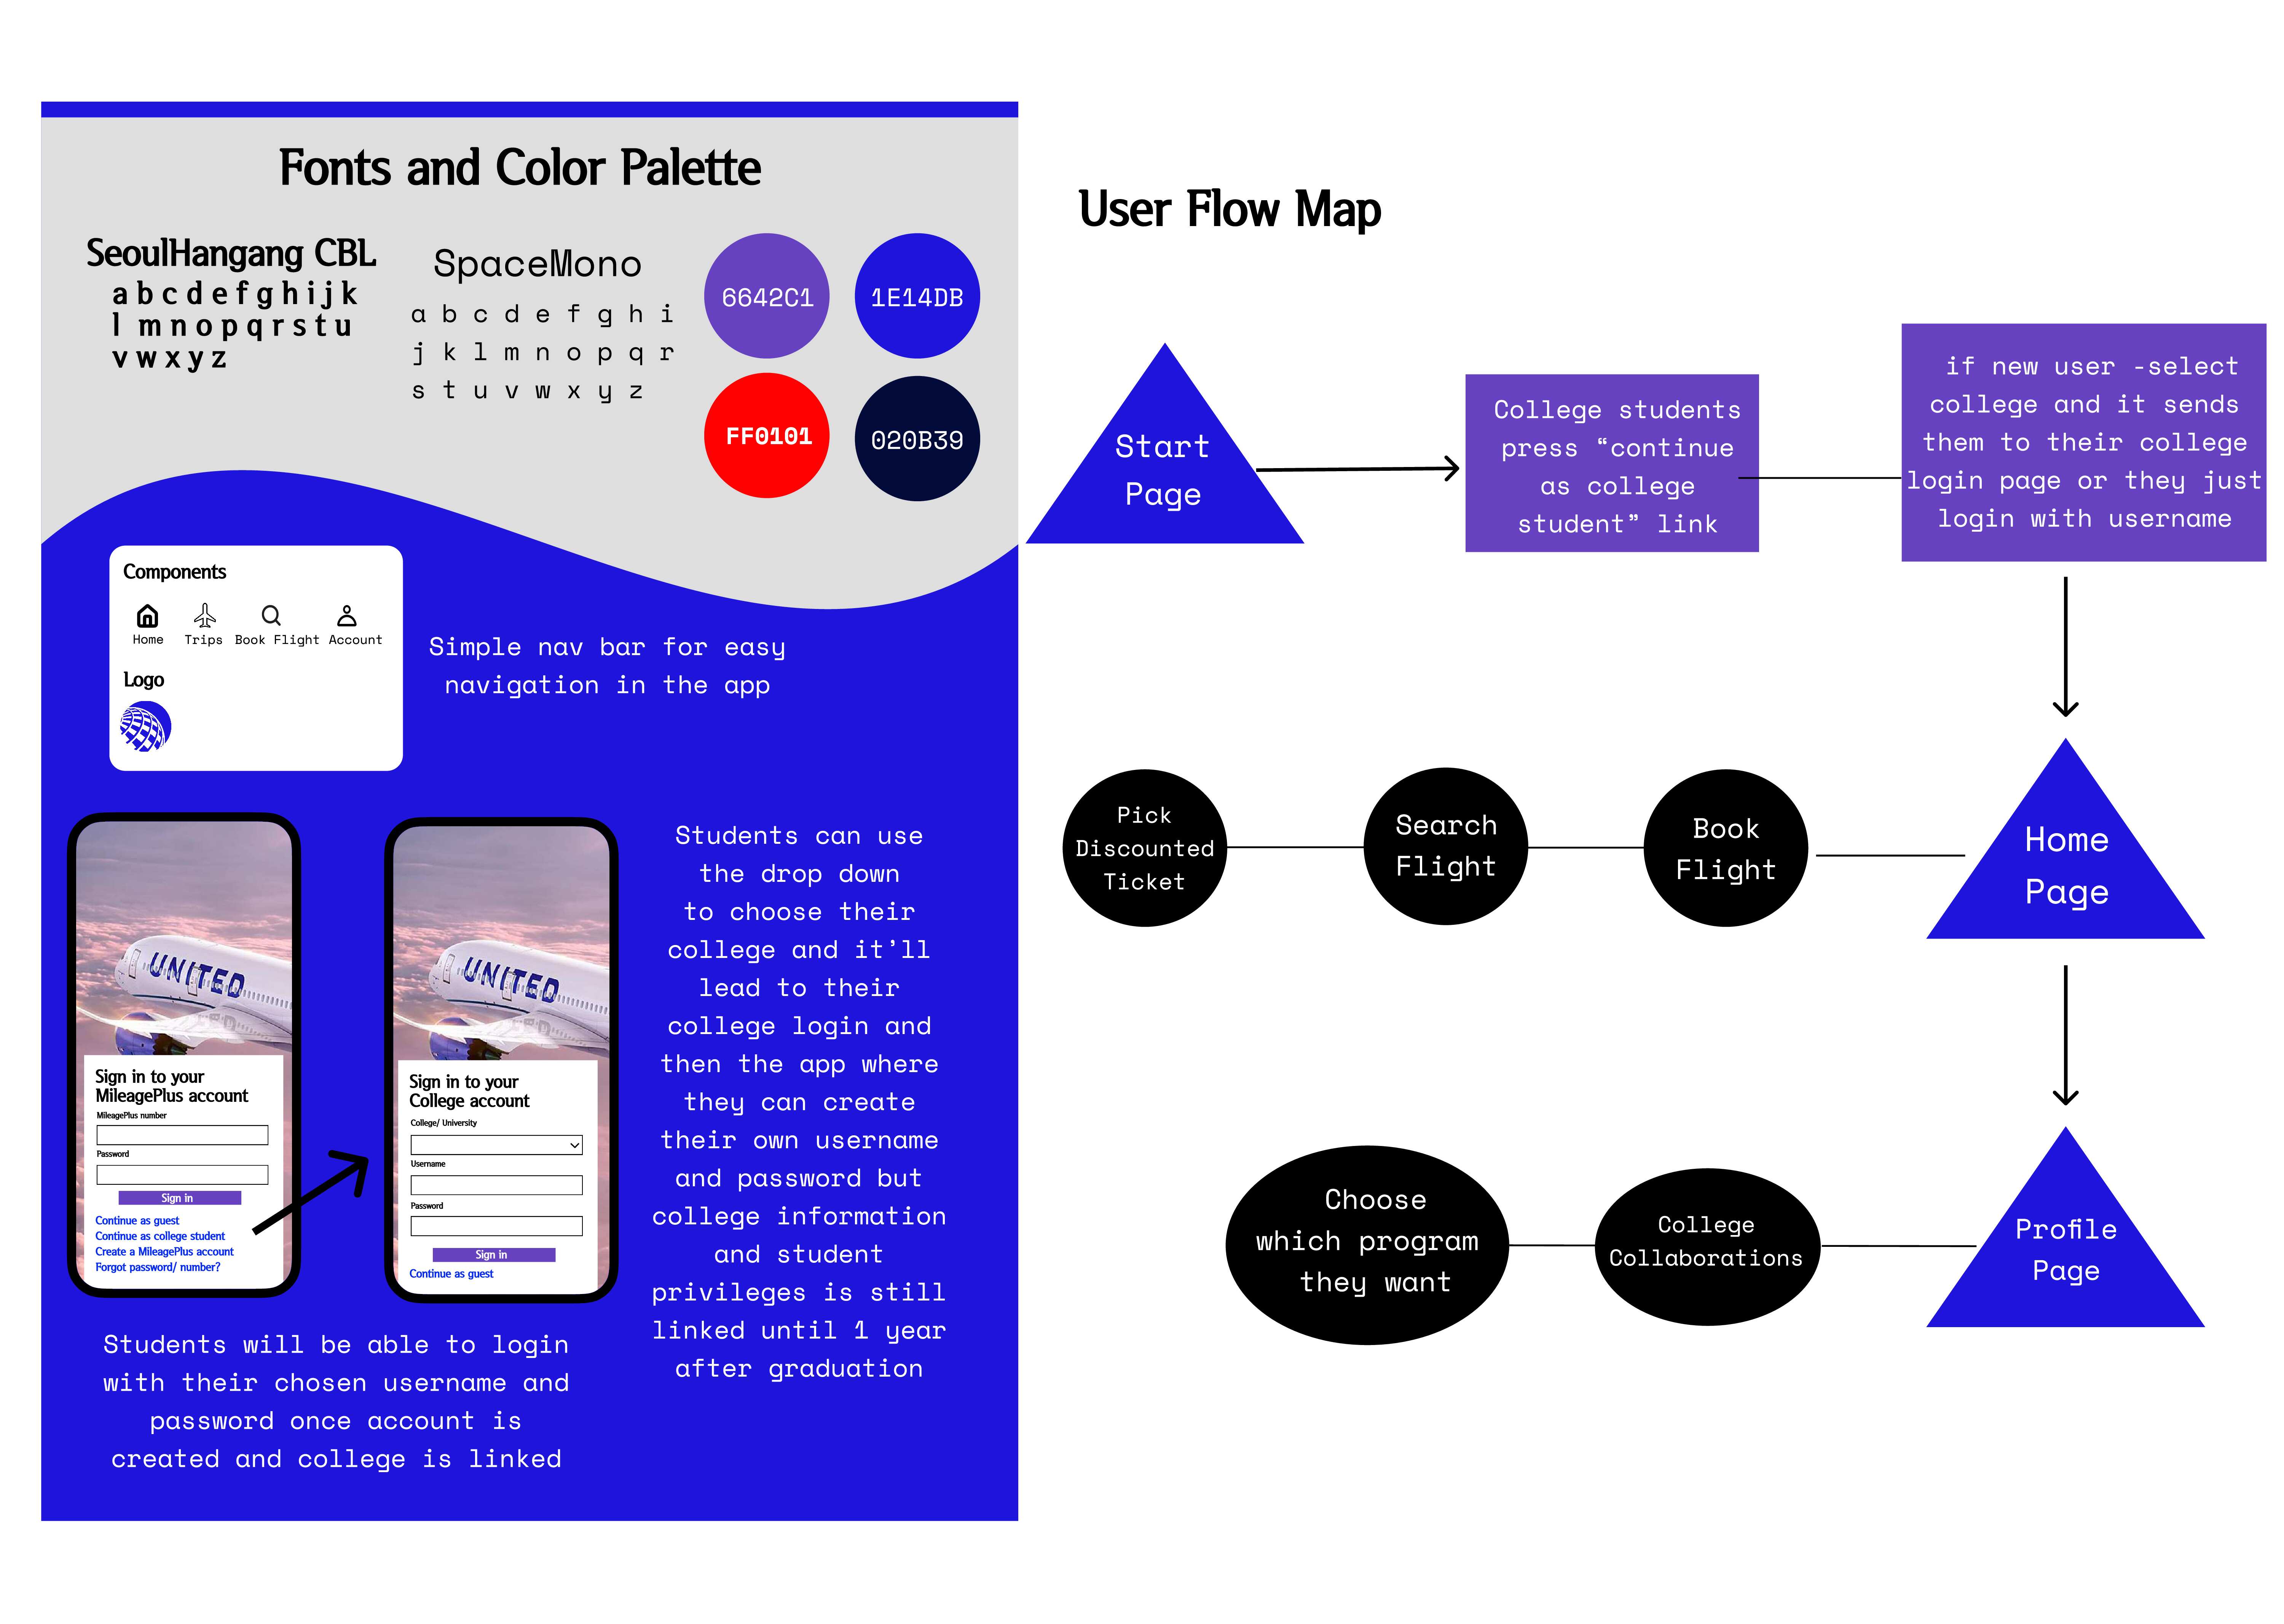 Fonts and Color Palette
SeoulHangang CBL
a b c d e f g h i j k
l m n o p q r s t u
v w x y z
SpaceMono
a b c d e f g h i
j k l m n o p q r
s t u v w x y z
6642C1
1E14DB
FF0101
020B39
Components
Home
Trips
Book Flight
Account
Logo
Simple nav bar for easy
navigation in the app
UNITED
UNITED
Sign in to your
MileagePlus account
MileagePlus number
Password
Sign in
Continue as guest
Continue as college student
Create a MileagePlus account
Forgot password/ number?
UNITED
UNITED
Sign in to your
College account
College/ University
Username
Password
Sign in
Continue as guest
Students can use
the drop down
to choose their
college and it'll
lead to their
college login and
then the app where
they can create
their own username
and password but
college information
and student
privileges is still
linked until 1 year
after graduation
Students will be able to login
with their chosen username and
password once account is
created and college is linked
User Flow Map
Start
Page
College students
press “continue
as college
student” link
if new user -select
college and it sends
them to their college
login page or they just
login with username
Home
Page
Book
Flight
Search
Flight
Pick
Discounted
Ticket
Profile
Page
College
Collaborations
Choose
which program
they want